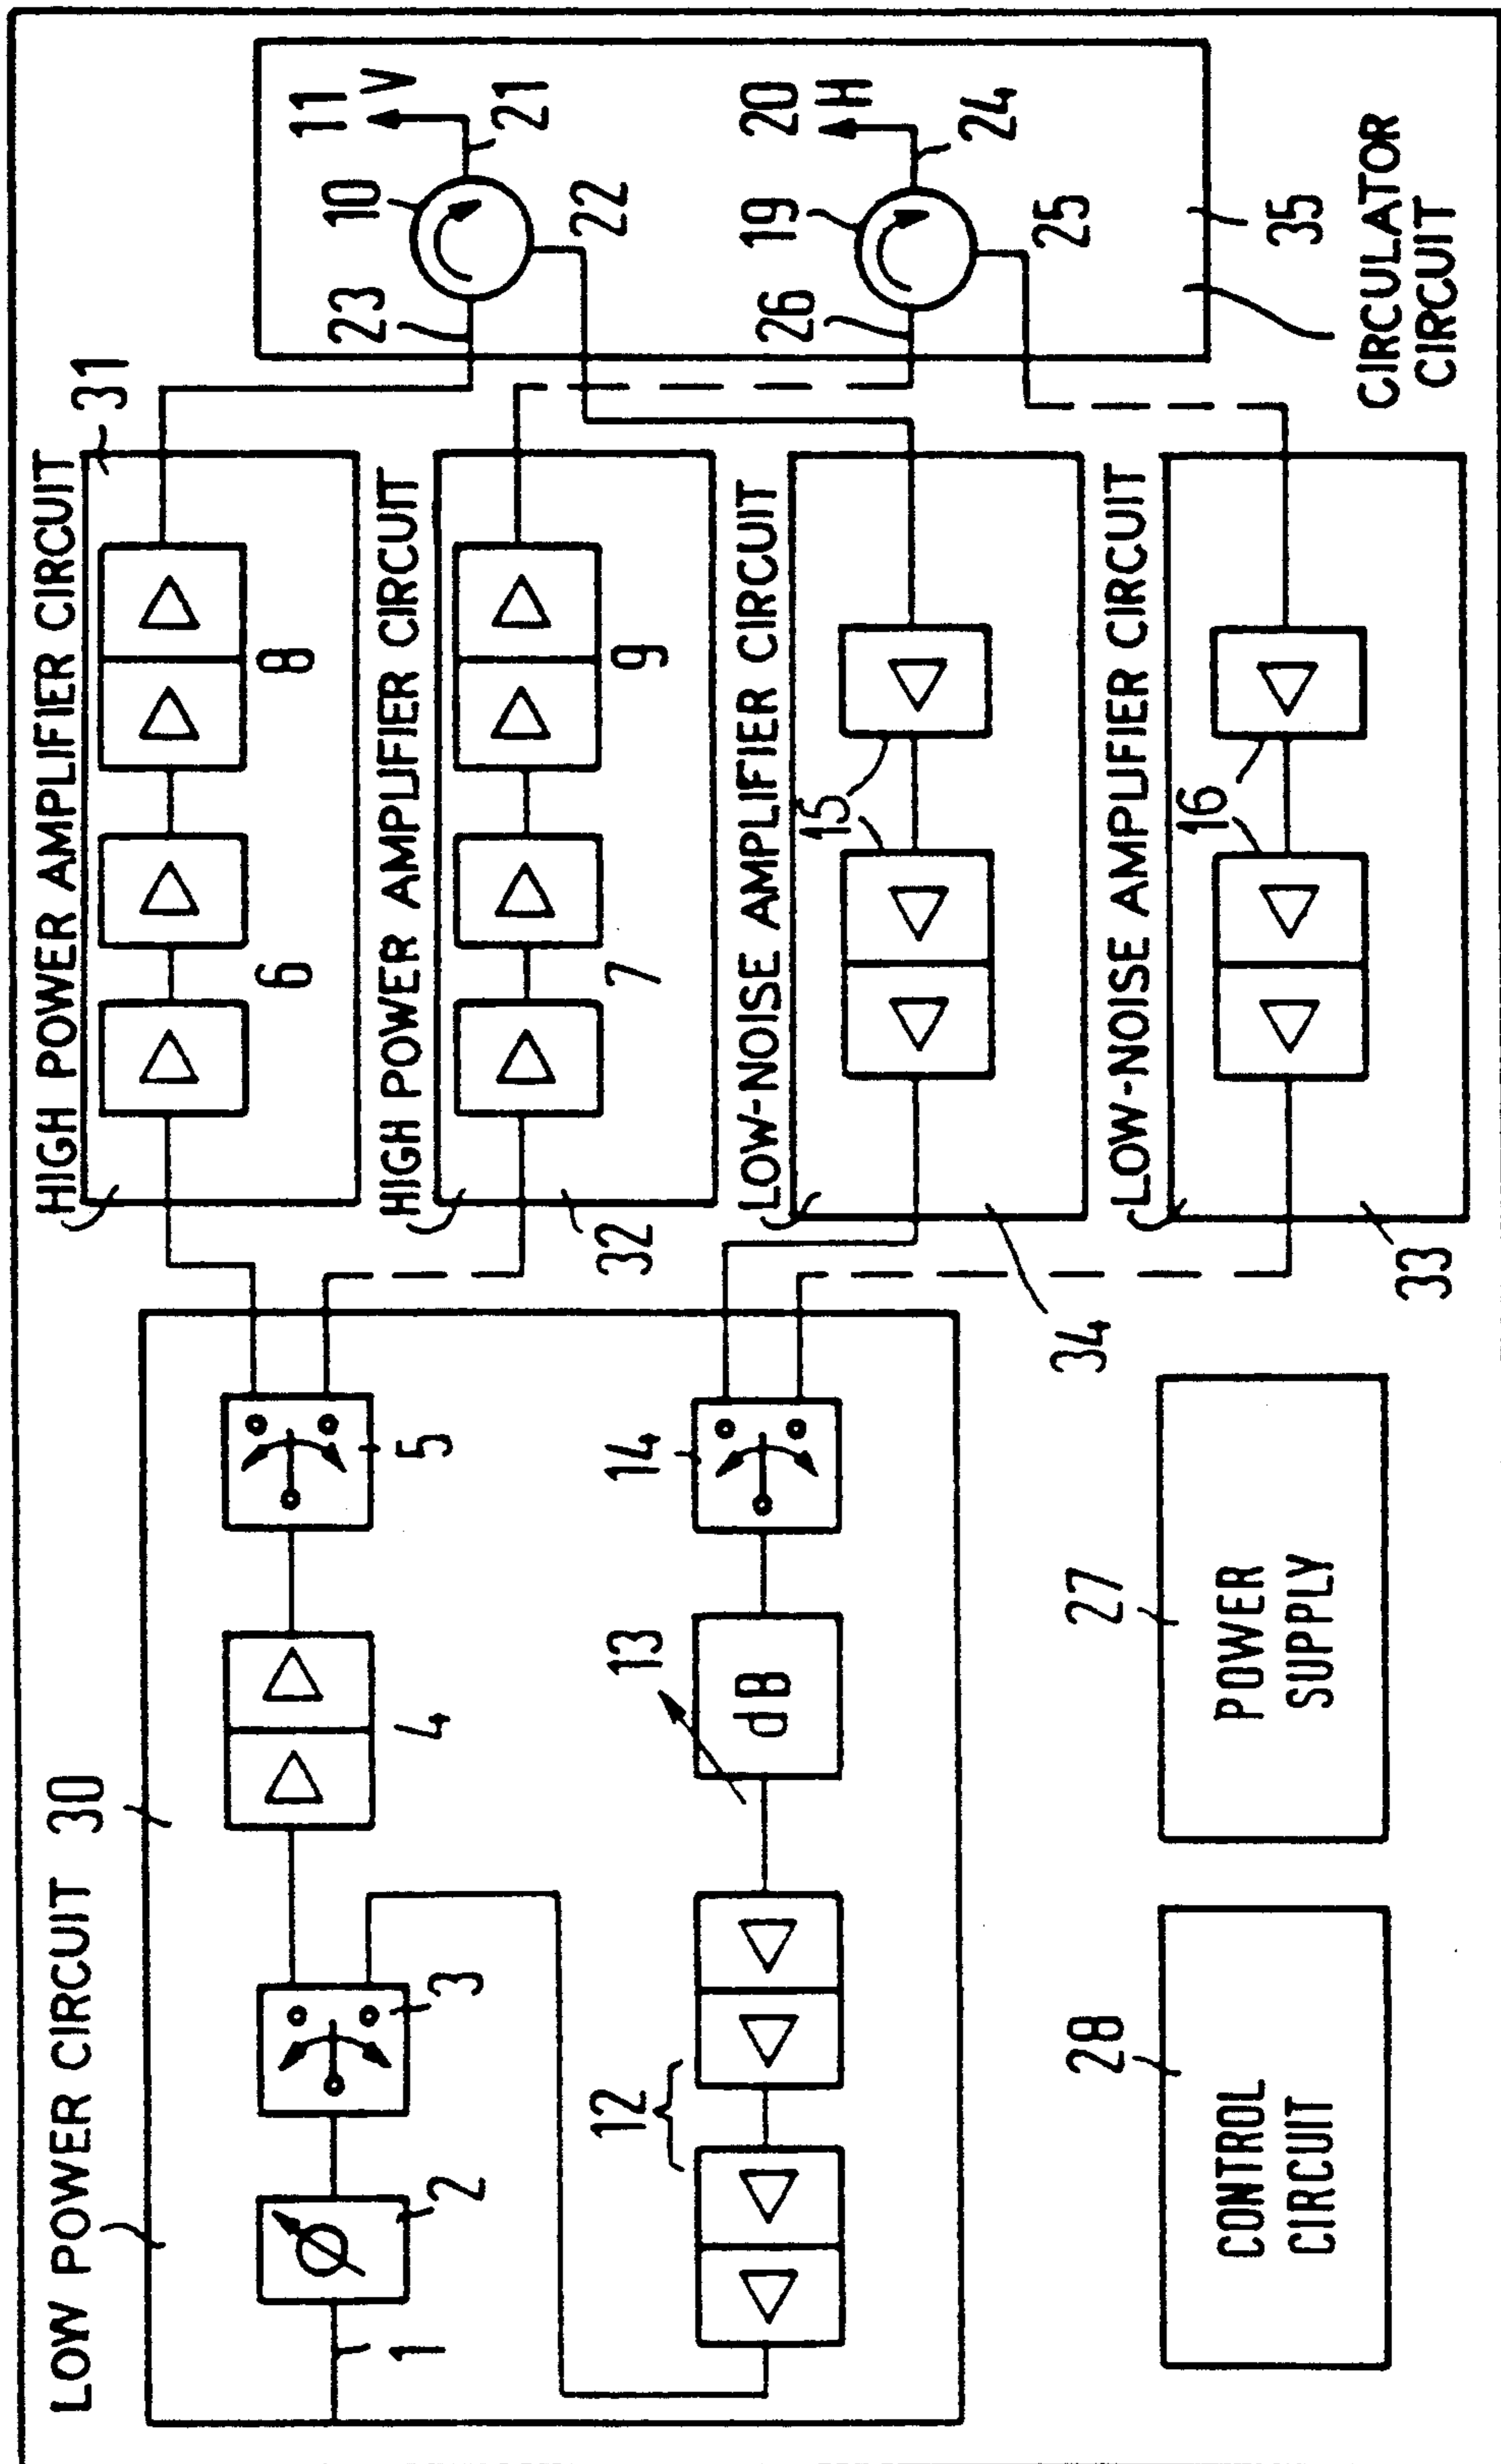 LOW POWER CIRCUIT 30
1
2
3
4
5
12
13
dB
14
HIGH POWER AMPLIFIER CIRCUIT
31
6
8
HIGH POWER AMPLIFIER CIRCUIT
32
7
9
LOW-NOISE AMPLIFIER CIRCUIT
34
15
LOW-NOISE AMPLIFIER CIRCUIT
33
16
11
V
10
21
23
22
20
H
19
24
26
25
35
CIRCULATOR
CIRCUIT
28
CONTROL
CIRCUIT
27
POWER
SUPPLY